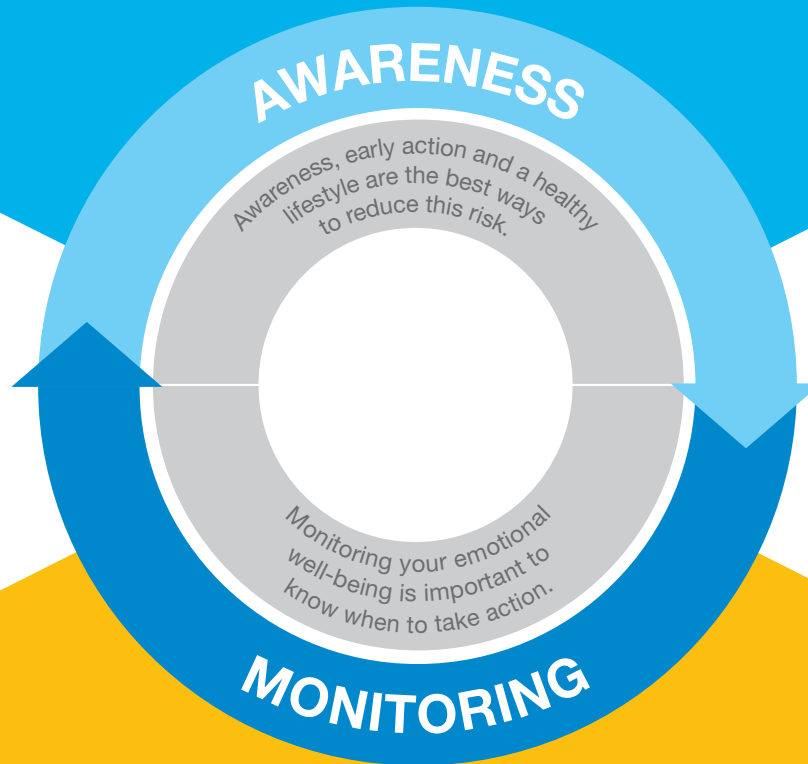 AWARENESS
Awareness, early action and a healthy
lifestyle are the best ways
to reduce this risk.
Monitoring your emotional
well-being is important to
know when to take action.
MONITORING